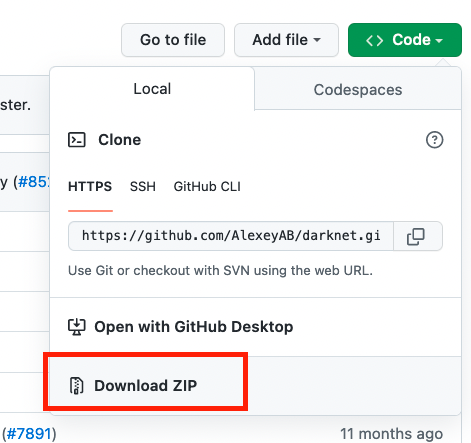 Go to file
Add file
<> Code
ster.
Local
Codespaces
Clone
y (#85
HTTPS
SSH
GitHub CLI
https://github.com/AlexeyAB/darknet.gi
Use Git or checkout with SVN using the web URL.
Open with GitHub Desktop
Download ZIP
(#7891)
11 months ago